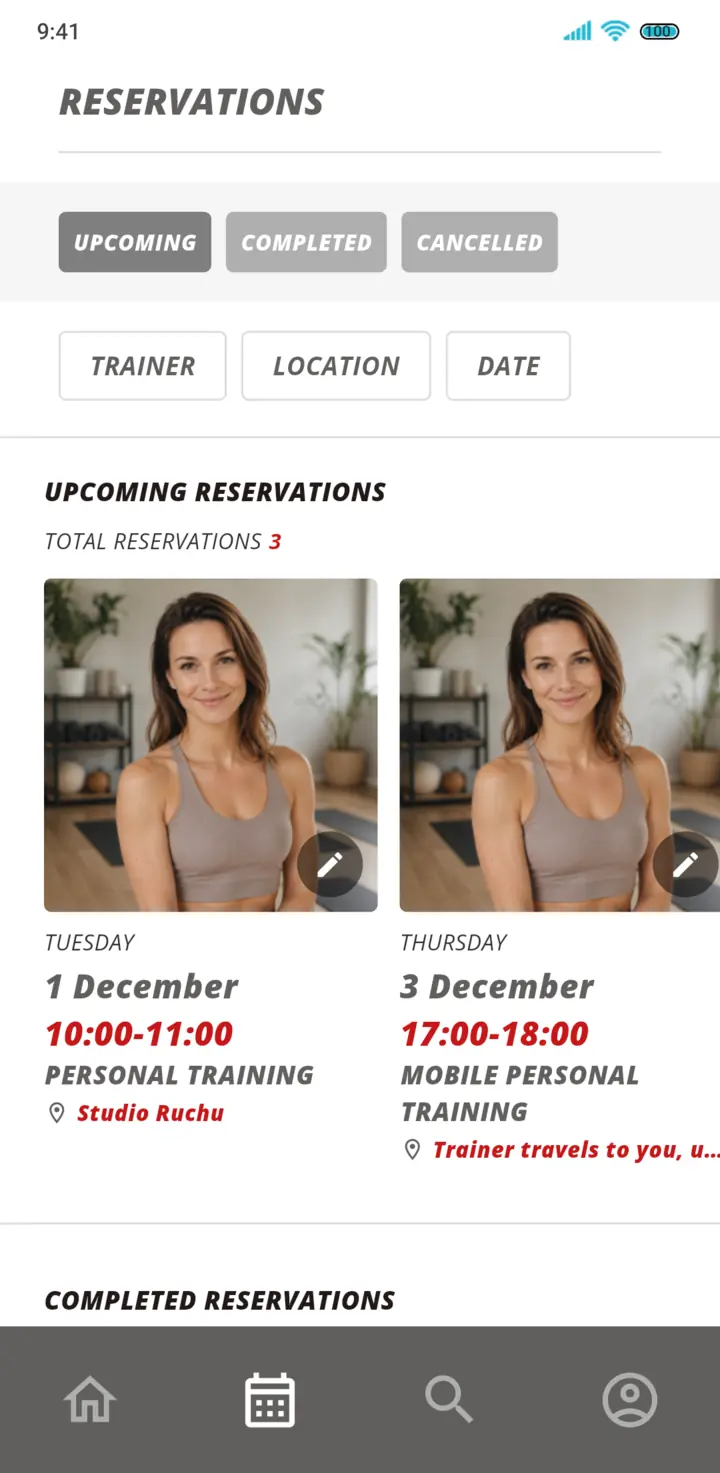 9:41
100
RESERVATIONS
UPCOMING
COMPLETED
CANCELLED
TRAINER
LOCATION
DATE
UPCOMING RESERVATIONS
TOTAL RESERVATIONS 3
TUESDAY
1 December
10:00-11:00
PERSONAL TRAINING
Studio Ruchu
THURSDAY
3 December
17:00-18:00
MOBILE PERSONAL
TRAINING
Trainer travels to you, u...
COMPLETED RESERVATIONS